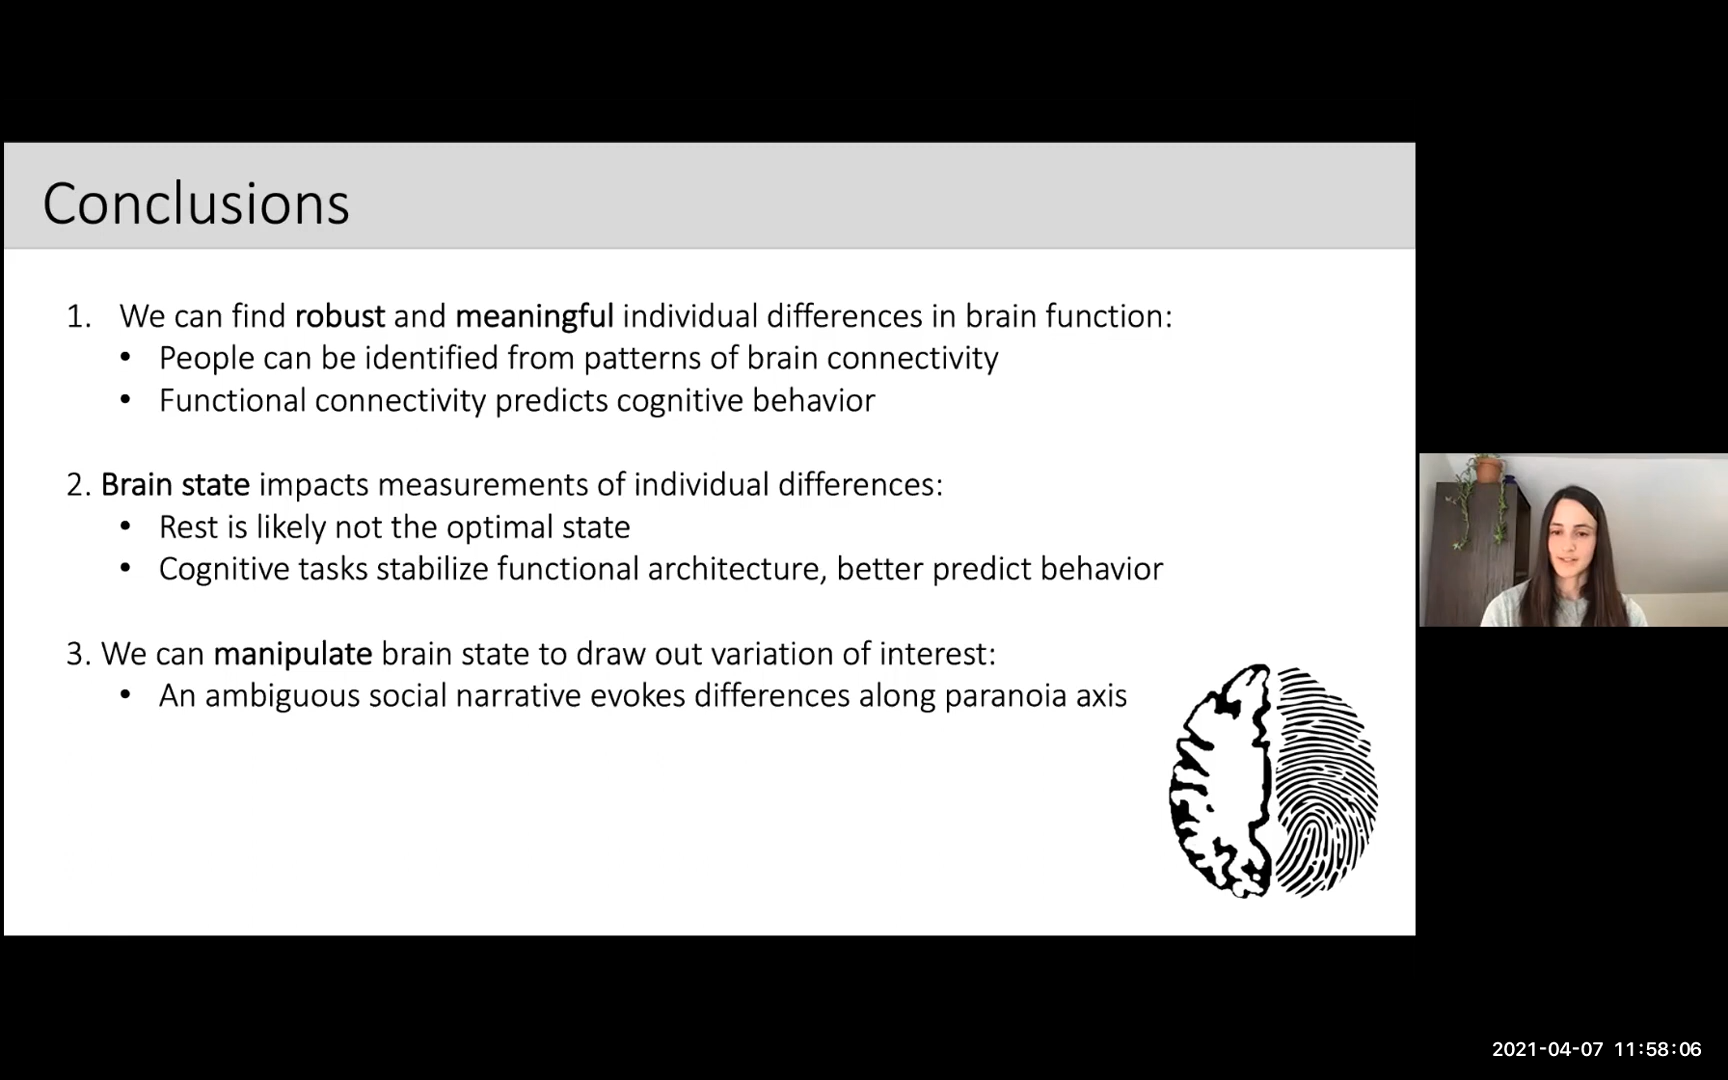 Conclusions
1. We can find robust and meaningful individual differences in brain function:
• People can be identified from patterns of brain connectivity
• Functional connectivity predicts cognitive behavior
2. Brain state impacts measurements of individual differences:
• Rest is likely not the optimal state
• Cognitive tasks stabilize functional architecture, better predict behavior
3. We can manipulate brain state to draw out variation of interest:
• An ambiguous social narrative evokes differences along paranoia axis
2021-04-07 11:58:06